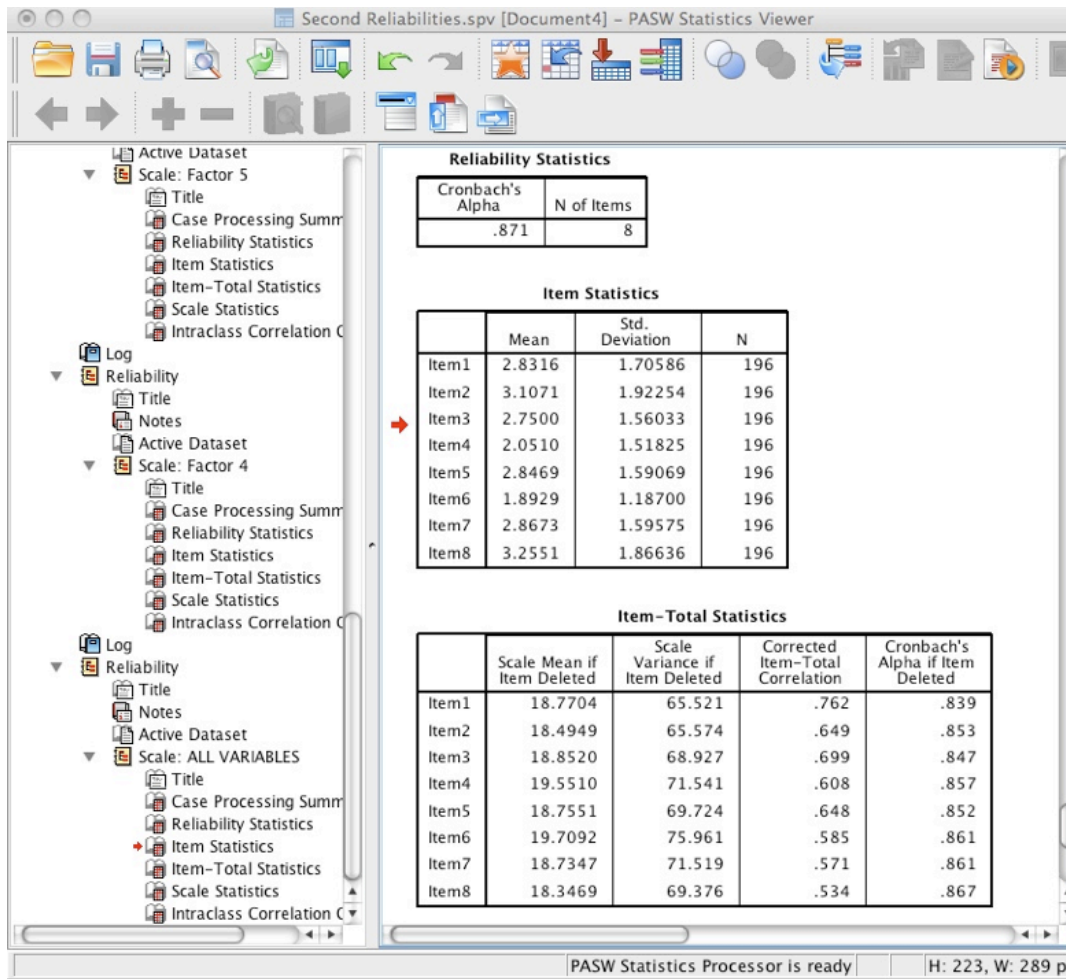 Second Reliabilities.spv [Document4] – PASW Statistics Viewer
Active Dataset
Scale: Factor 5
Title
Case Processing Summ
Reliability Statistics
Item Statistics
Item-Total Statistics
Scale Statistics
Intraclass Correlation C
Log
Reliability
Title
Notes
Active Dataset
Scale: Factor 4
Title
Case Processing Summ
Reliability Statistics
Item Statistics
Item-Total Statistics
Scale Statistics
Intraclass Correlation C
Log
Reliability
Title
Notes
Active Dataset
Scale: ALL VARIABLES
Title
Case Processing Summ
Reliability Statistics
Item Statistics
Item-Total Statistics
Scale Statistics
Intraclass Correlation C
Reliability Statistics
Cronbach's Alpha N of Items
.871 8
Item Statistics
Mean Std. Deviation N
Item1 2.8316 1.70586 196
Item2 3.1071 1.92254 196
Item3 2.7500 1.56033 196
Item4 2.0510 1.51825 196
Item5 2.8469 1.59069 196
Item6 1.8929 1.18700 196
Item7 2.8673 1.59575 196
Item8 3.2551 1.86636 196
Item-Total Statistics
Scale Mean if Item Deleted Scale Variance if Item Deleted Corrected Item-Total Correlation Cronbach's Alpha if Item Deleted
Item1 18.7704 65.521 .762 .839
Item2 18.4949 65.574 .649 .853
Item3 18.8520 68.927 .699 .847
Item4 19.5510 71.541 .608 .857
Item5 18.7551 69.724 .648 .852
Item6 19.7092 75.961 .585 .861
Item7 18.7347 71.519 .571 .861
Item8 18.3469 69.376 .534 .867
PASW Statistics Processor is ready H: 223, W: 289 p